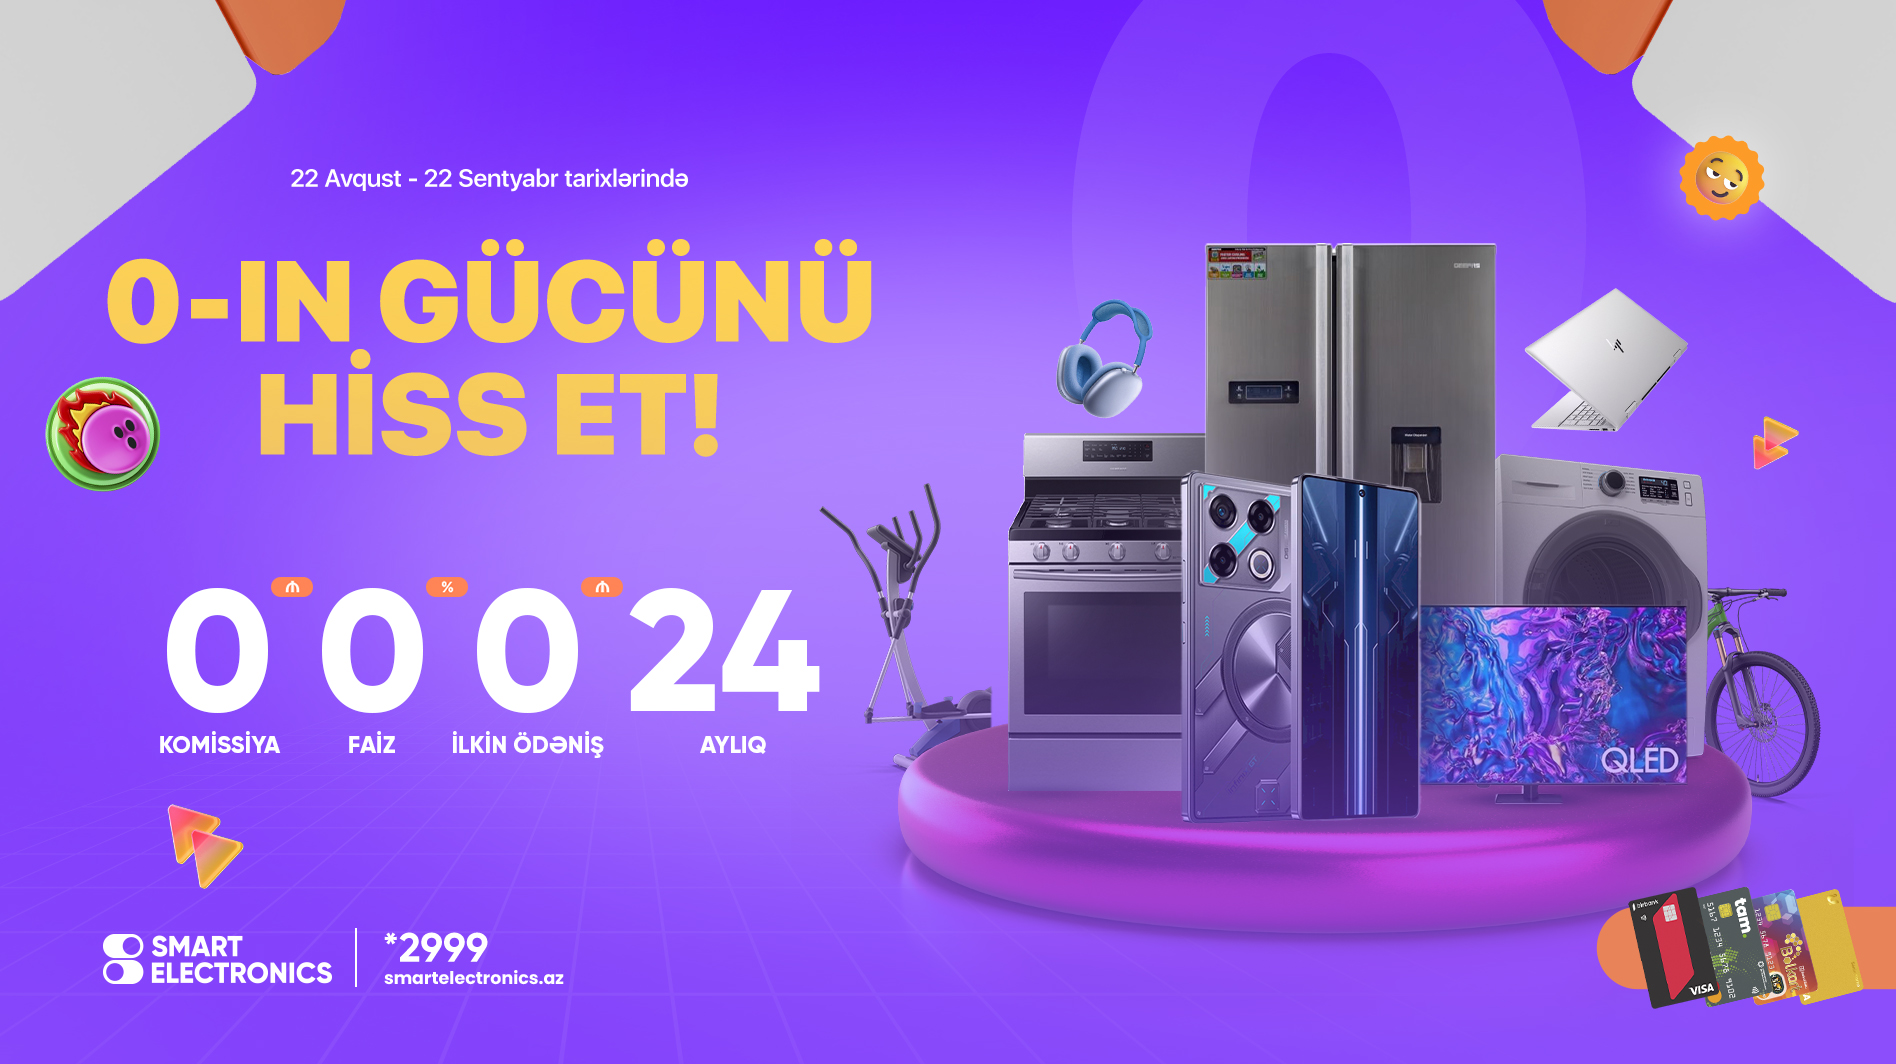 22 Avqust - 22 Sentyabr tarixlərində
0-IN GÜCÜNÜ
HİSS ET!
0 ₼ 0 % 0 ₼ 24
KOMİSSİYA FAİZ İLKİN ÖDƏNİŞ AYLIQ
QLED
SMART
ELECTRONICS
*2999
smartelectronics.az
birbank
VISA
tam.